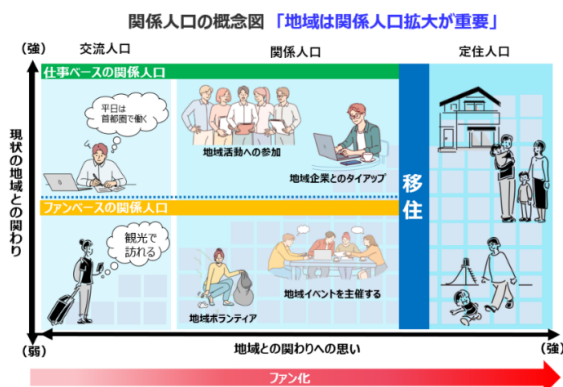 関係人口の概念図 「地域は関係人口拡大が重要」
(強)
交流人口
関係人口
定住人口
仕事ベースの関係人口
平日は
首都圏で働く
地域活動への参加
地域企業とのタイアップ
移住
現状の地域との関わり
ファンベースの関係人口
観光で
訪れる
地域ボランティア
地域イベントを主催する
(弱)
地域との関わりへの思い
(強)
ファン化